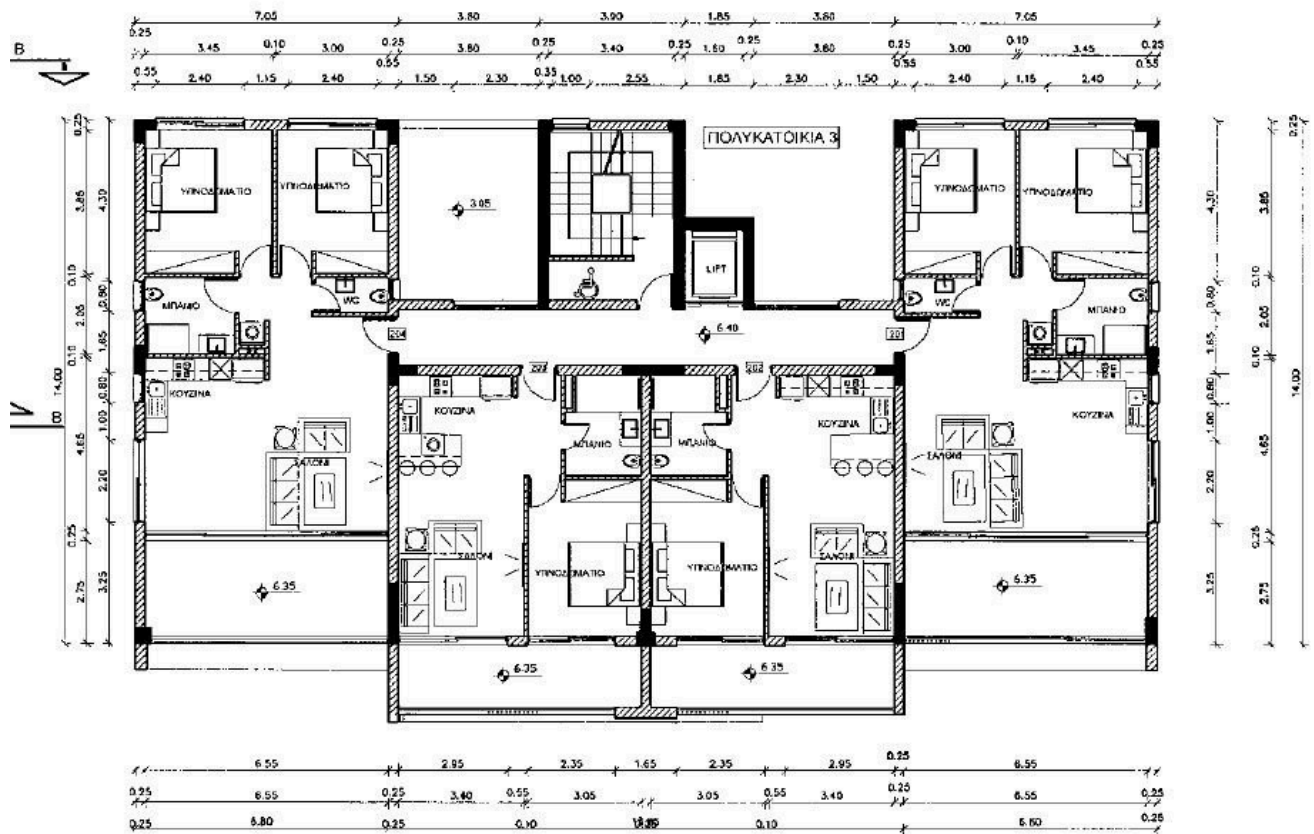 7.05 3.80 3.90 1.85 3.80 7.05
0.25 3.45 0.10 3.00 0.25 3.80 0.25 3.40 0.25 1.60 0.25 3.80 0.25 3.00 0.10 3.45 0.25
0.55 2.40 1.15 2.40 0.55 1.50 2.30 0.35 1.00 2.55 1.85 2.30 1.50 0.55 2.40 1.15 2.40 0.55
B
ΠΟΛΥΚΑΤΟΙΚΙΑ 3
ΥΠΝΟΔΩΜΑΤΙΟ ΥΠΝΟΔΩΜΑΤΙΟ ΥΠΝΟΔΩΜΑΤΙΟ ΥΠΝΟΔΩΜΑΤΙΟ
3.05
LIFT
ΜΠΑΝΙΟ WC WC ΜΠΑΝΙΟ
204 6.40 201
202
ΚΟΥΖΙΝΑ ΚΟΥΖΙΝΑ ΚΟΥΖΙΝΑ ΚΟΥΖΙΝΑ
ΜΠΑΝΙΟ ΜΠΑΝΙΟ
ΣΑΛΟΝΙ ΣΑΛΟΝΙ
ΣΑΛΟΝΙ ΥΠΝΟΔΩΜΑΤΙΟ ΥΠΝΟΔΩΜΑΤΙΟ ΣΑΛΟΝΙ
6.35 6.35
6.35 6.35
0.25 3.85 0.10 2.05 0.10 4.65 0.25 2.75
4.30 0.80 1.65 0.80 1.00 2.20 3.25
14.00
4.30 0.80 1.65 0.80 1.00 2.20 3.25
0.25 3.85 0.10 2.05 0.10 4.65 0.25 2.75
14.00
6.55 2.95 2.35 1.65 2.35 2.95 0.25 6.55
0.25 6.55 0.25 3.40 0.55 3.05 3.05 0.55 3.40 0.25 6.55 0.25
0.25 6.80 0.25 0.10 0.10 6.80 0.25